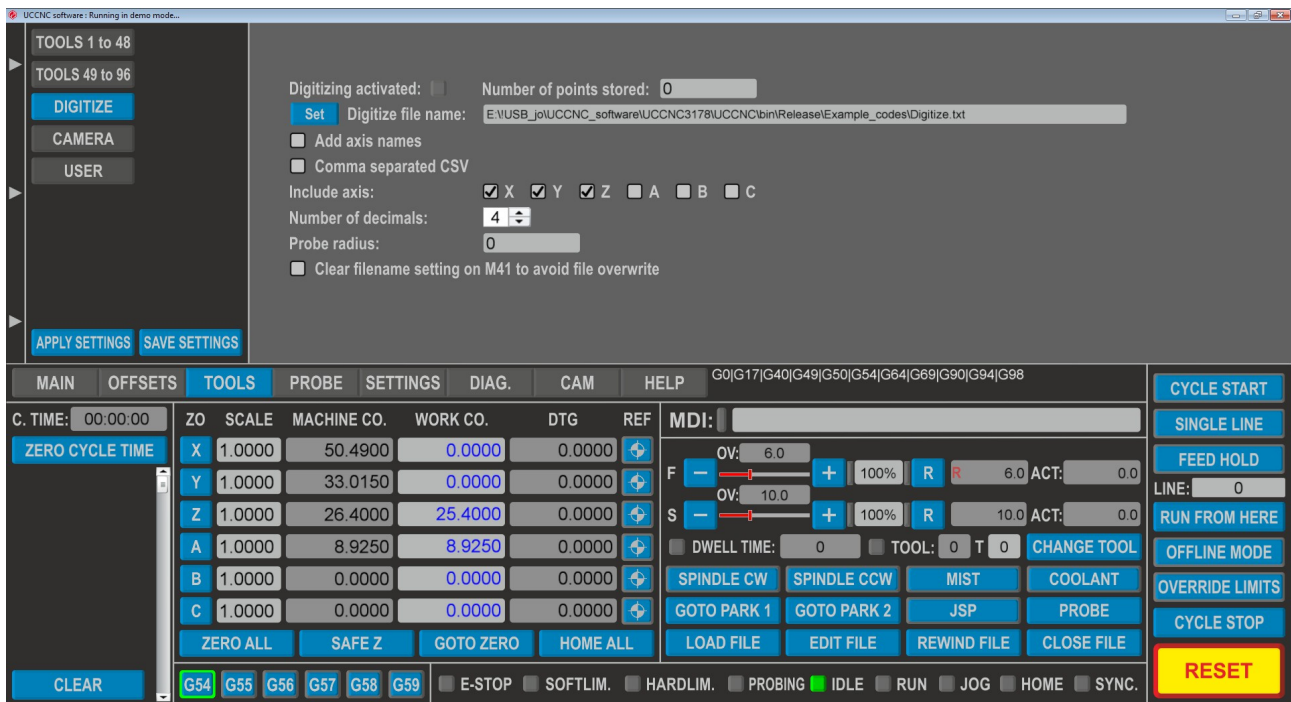 UCCNC software : Running in demo mode...
TOOLS 1 to 48
TOOLS 49 to 96
DIGITIZE
CAMERA
USER
APPLY SETTINGS SAVE SETTINGS
Digitizing activated: Number of points stored: 0
Set Digitize file name: E:\!USB_jo\UCCNC_software\UCCNC3178\UCCNC\bin\Release\Example_codes\Digitize.txt
Add axis names
Comma separated CSV
Include axis: X Y Z A B C
Number of decimals: 4
Probe radius: 0
Clear filename setting on M41 to avoid file overwrite
MAIN OFFSETS TOOLS PROBE SETTINGS DIAG. CAM HELP G0|G17|G40|G49|G50|G54|G64|G69|G90|G94|G98
C. TIME: 00:00:00
ZERO CYCLE TIME
CLEAR
ZO SCALE MACHINE CO. WORK CO. DTG REF
X 1.0000 50.4900 0.0000 0.0000
Y 1.0000 33.0150 0.0000 0.0000
Z 1.0000 26.4000 25.4000 0.0000
A 1.0000 8.9250 8.9250 0.0000
B 1.0000 0.0000 0.0000 0.0000
C 1.0000 0.0000 0.0000 0.0000
ZERO ALL SAFE Z GOTO ZERO HOME ALL
MDI:
OV: 6.0
F − + 100% R R 6.0 ACT: 0.0
OV: 10.0
S − + 100% R 10.0 ACT: 0.0
DWELL TIME: 0 TOOL: 0 T 0 CHANGE TOOL
SPINDLE CW SPINDLE CCW MIST COOLANT
GOTO PARK 1 GOTO PARK 2 JSP PROBE
LOAD FILE EDIT FILE REWIND FILE CLOSE FILE
G54 G55 G56 G57 G58 G59 E-STOP SOFTLIM. HARDLIM. PROBING IDLE RUN JOG HOME SYNC.
CYCLE START
SINGLE LINE
FEED HOLD
LINE: 0
RUN FROM HERE
OFFLINE MODE
OVERRIDE LIMITS
CYCLE STOP
RESET